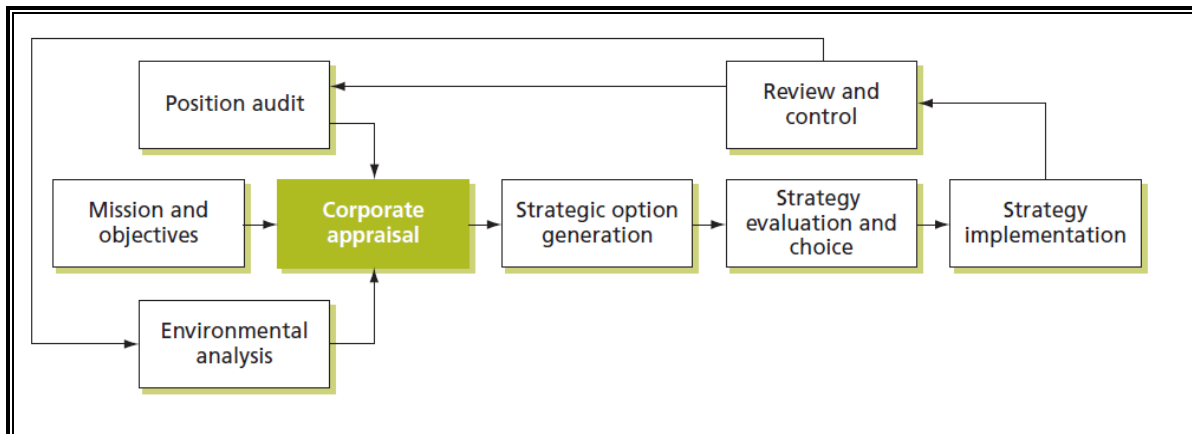 Position audit
Review and
control
Mission and
objectives
Corporate
appraisal
Strategic option
generation
Strategy
evaluation and
choice
Strategy
implementation
Environmental
analysis